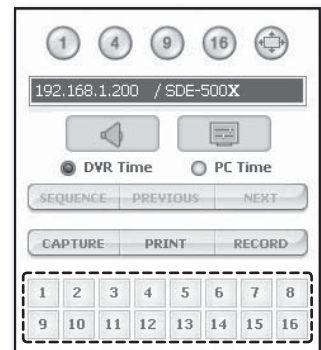 1 4 9 16
192.168.1.200 / SDE-500X
DVR Time PC Time
SEQUENCE PREVIOUS NEXT
CAPTURE PRINT RECORD
1 2 3 4 5 6 7 8
9 10 11 12 13 14 15 16